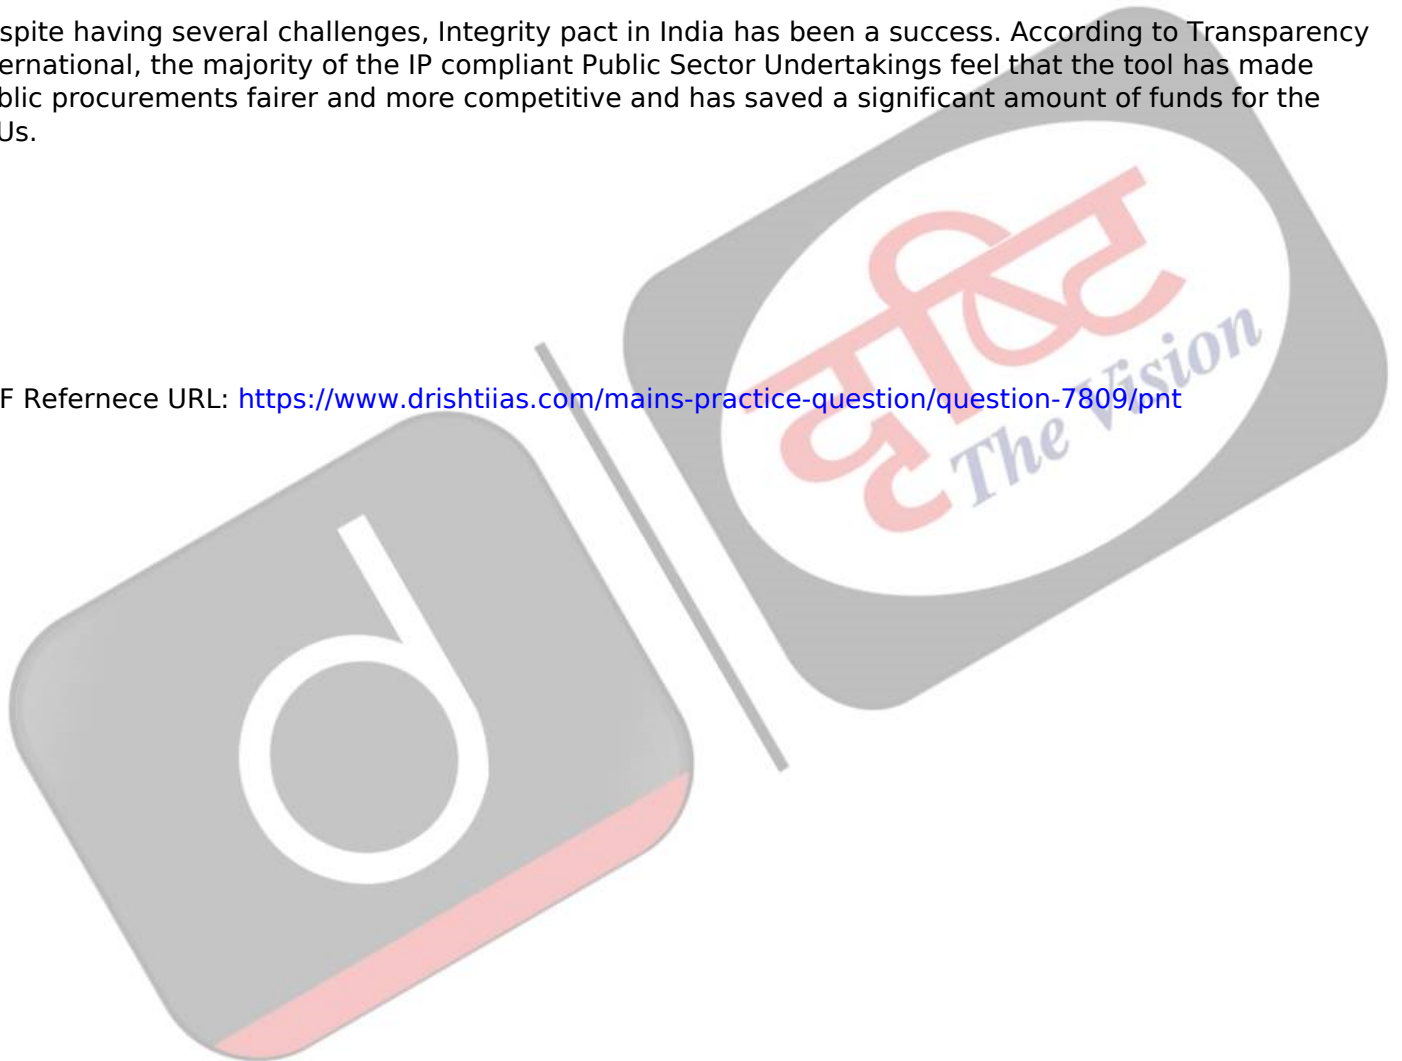 spite having several challenges, Integrity pact in India has been a success. According to Transparency
ernational, the majority of the IP compliant Public Sector Undertakings feel that the tool has made
blic procurements fairer and more competitive and has saved a significant amount of funds for the
Us.
F Refernece URL: https://www.drishtiias.com/mains-practice-question/question-7809/pnt
दृष्टि
The Vision
d